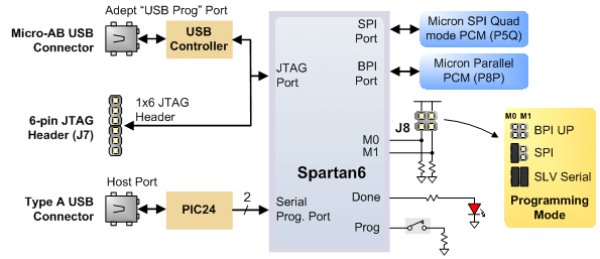 Adept "USB Prog" Port
Micro-AB USB
Connector
USB
Controller
SPI
Port
Micron SPI Quad
mode PCM (P5Q)
JTAG
Port
BPI
Port
Micron Parallel
PCM (P8P)
1x6 JTAG
Header
6-pin JTAG
Header (J7)
J8
M0
M1
M0 M1
BPI UP
SPI
SLV Serial
Programming
Mode
Spartan6
Host Port
Type A USB
Connector
PIC24
2
Serial
Prog. Port
Done
Prog